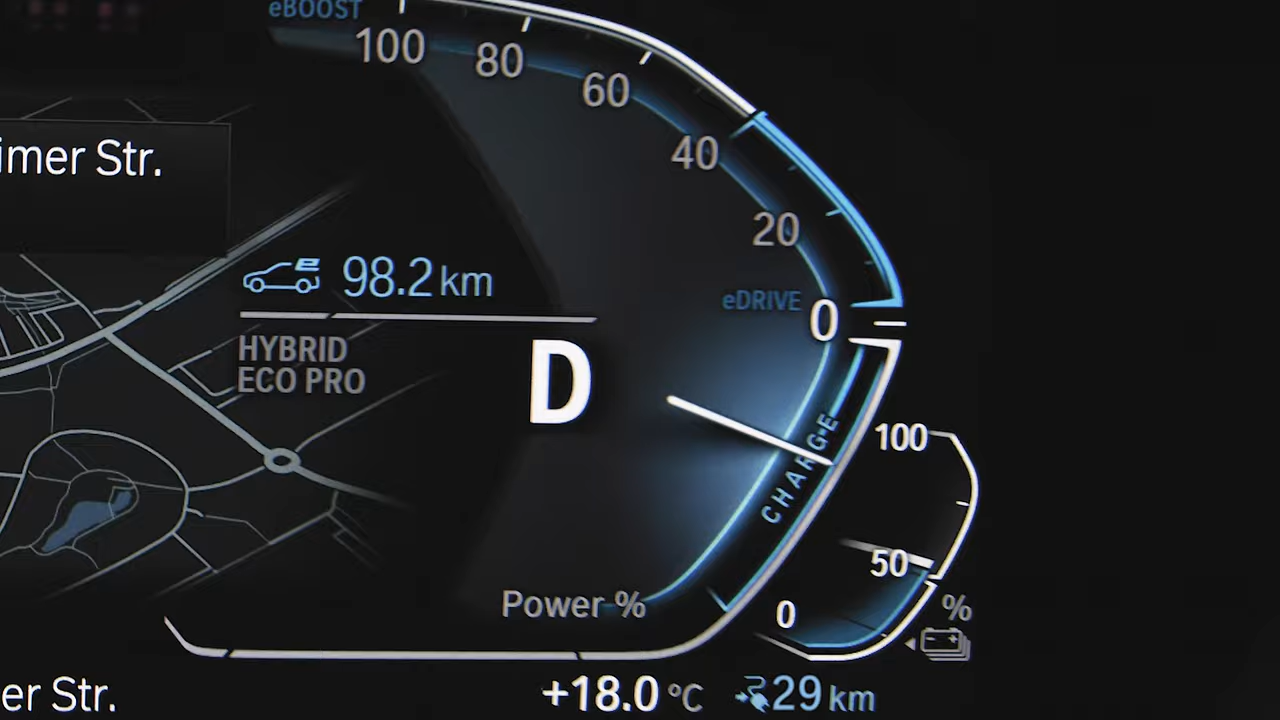 eBOOST
100
80
60
imer Str.
40
20
98.2 km
eDRIVE
0
HYBRID
ECO PRO
D
CHARGE
100
50
0
Power %
%
er Str.
+18.0 °C
29 km